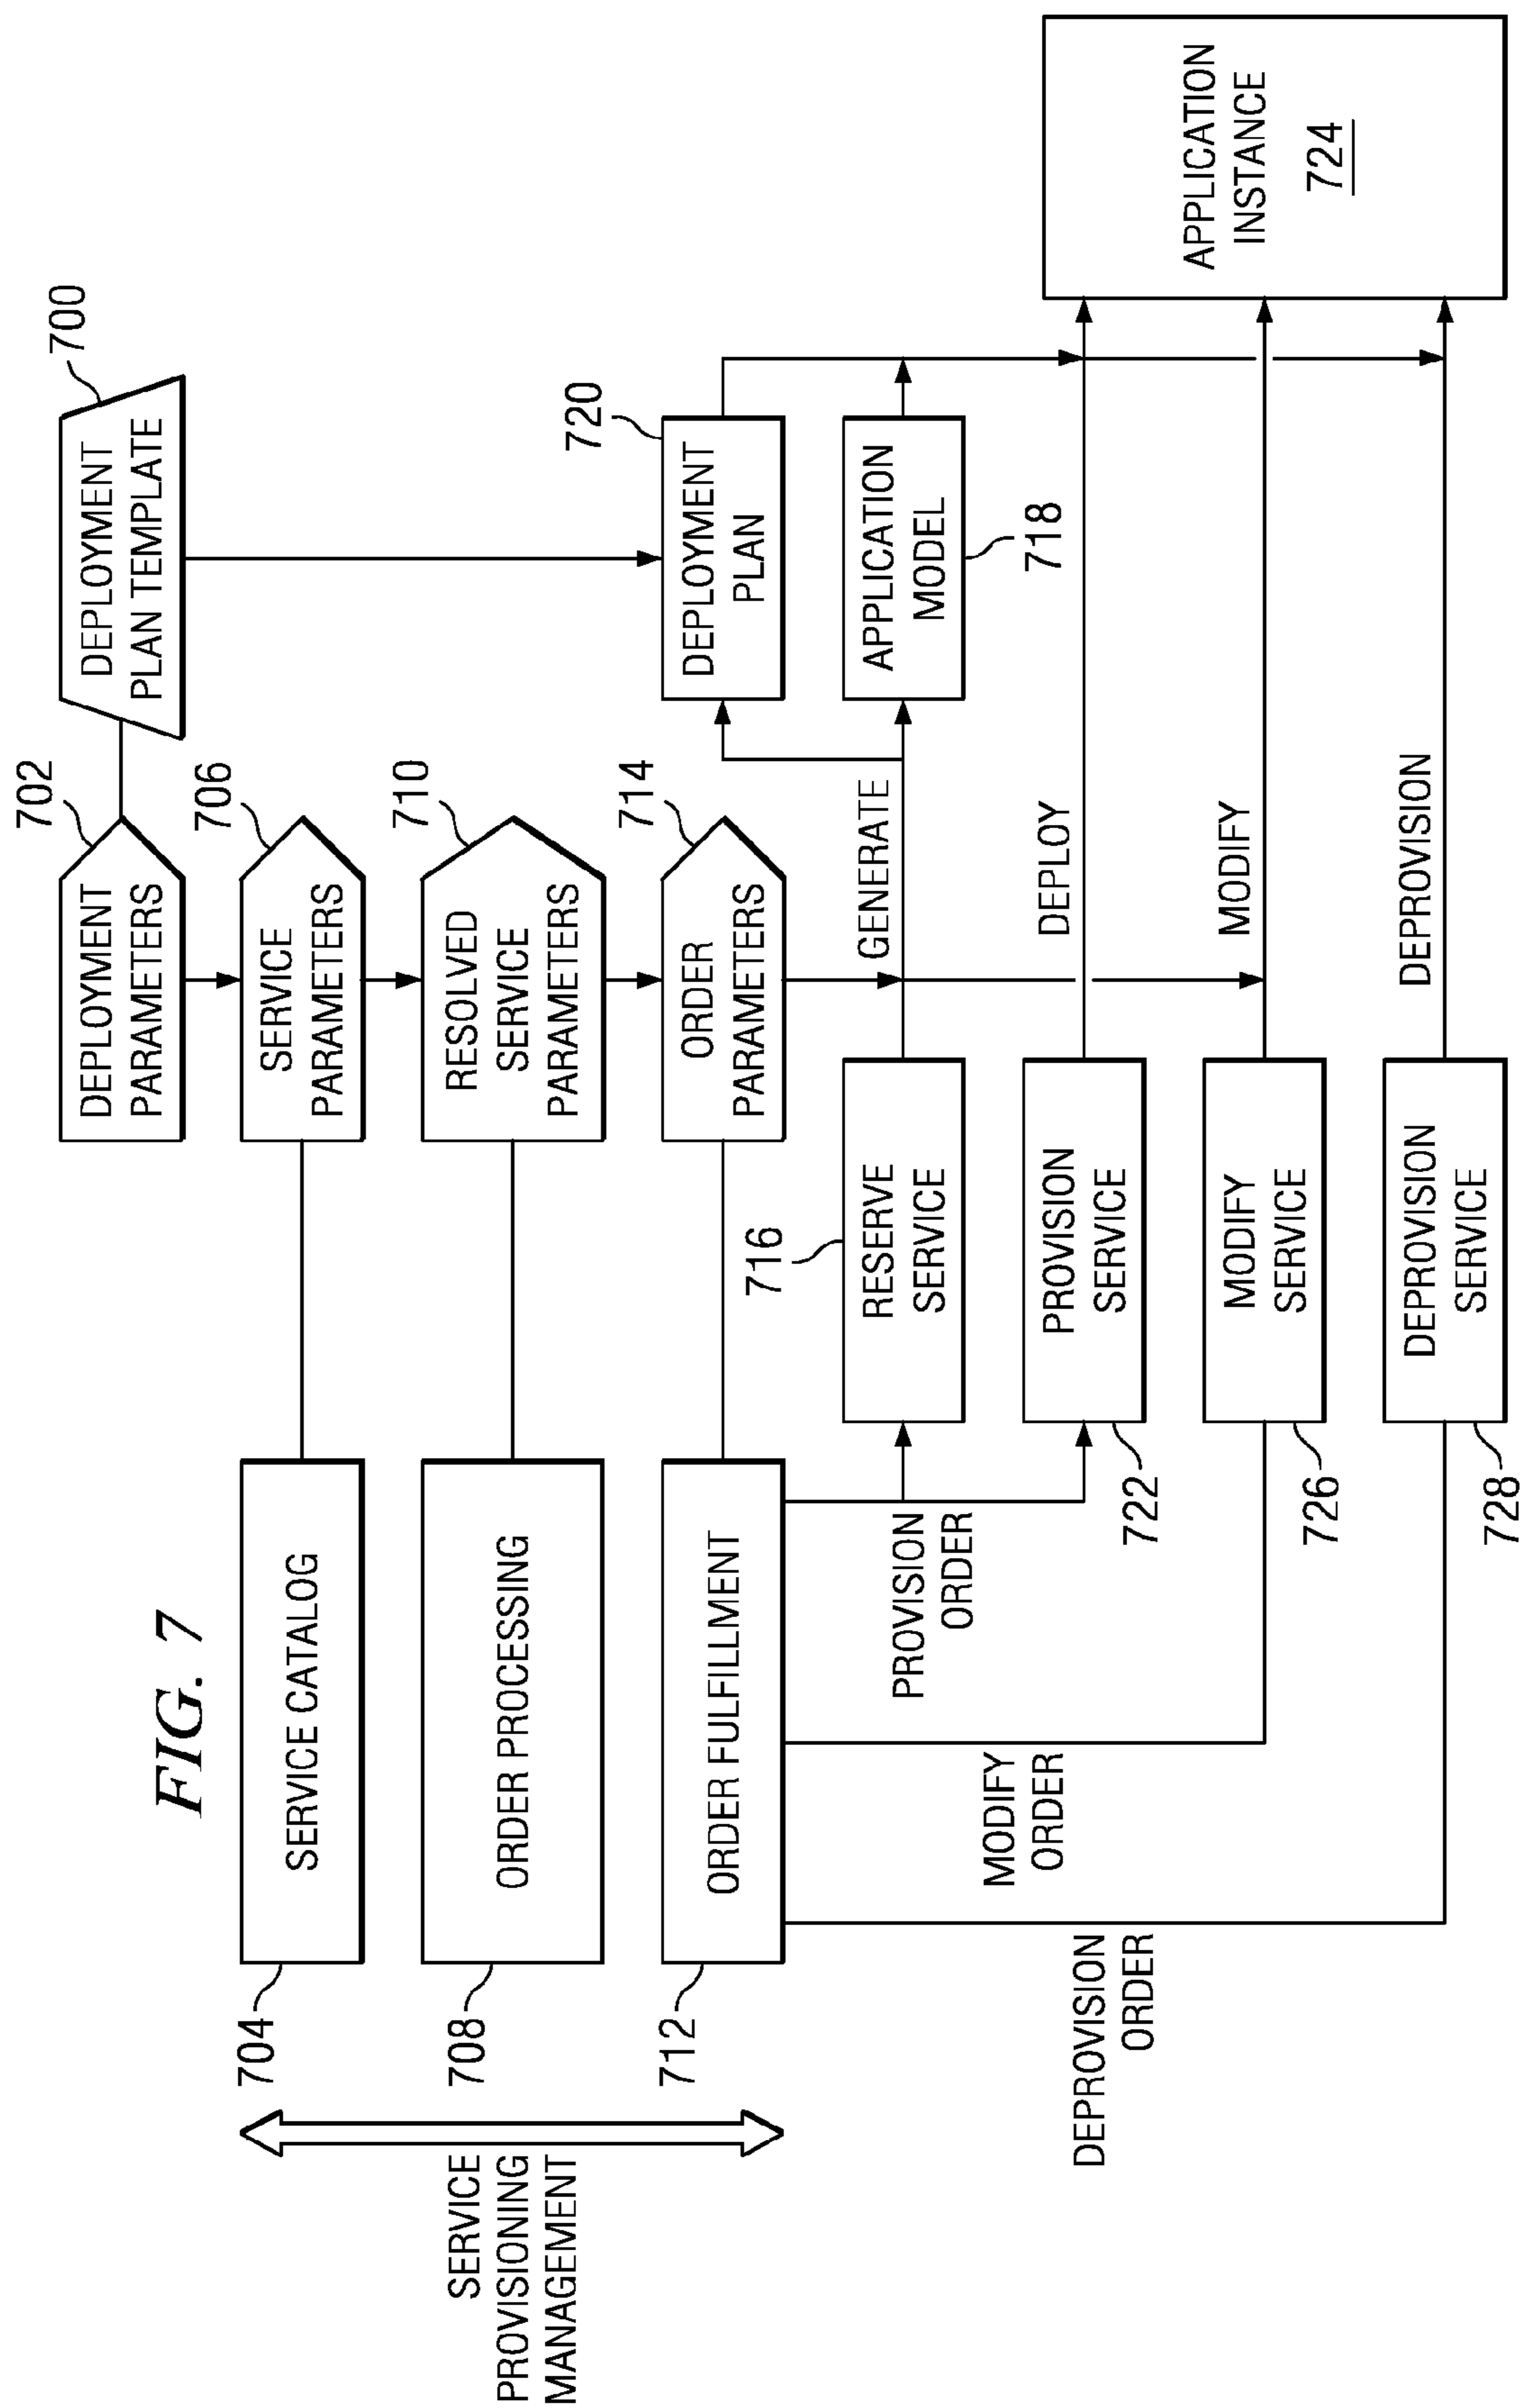 FIG. 7
700
DEPLOYMENT
PLAN TEMPLATE
702
DEPLOYMENT
PARAMETERS
704
SERVICE CATALOG
706
SERVICE
PARAMETERS
SERVICE
PROVISIONING
MANAGEMENT
708
ORDER PROCESSING
710
RESOLVED
SERVICE
PARAMETERS
712
ORDER FULFILLMENT
714
ORDER
PARAMETERS
720
DEPLOYMENT
PLAN
PROVISION
ORDER
716
RESERVE
SERVICE
GENERATE
APPLICATION
MODEL
718
MODIFY
ORDER
722
PROVISION
SERVICE
DEPLOY
DEPROVISION
ORDER
726
MODIFY
SERVICE
MODIFY
728
DEPROVISION
SERVICE
DEPROVISION
APPLICATION
INSTANCE
724